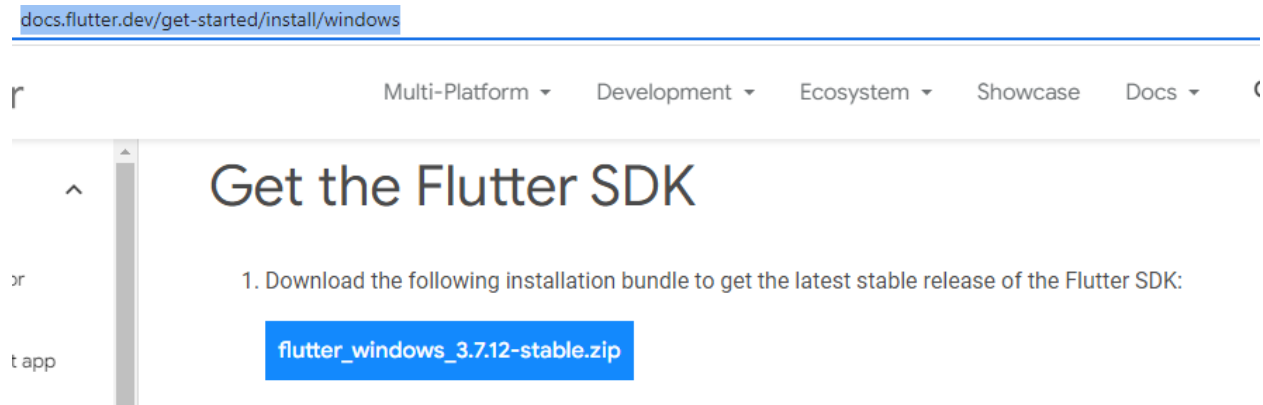 docs.flutter.dev/get-started/install/windows
r Multi-Platform Development Ecosystem Showcase Docs
Get the Flutter SDK
or
1. Download the following installation bundle to get the latest stable release of the Flutter SDK:
flutter_windows_3.7.12-stable.zip
t app